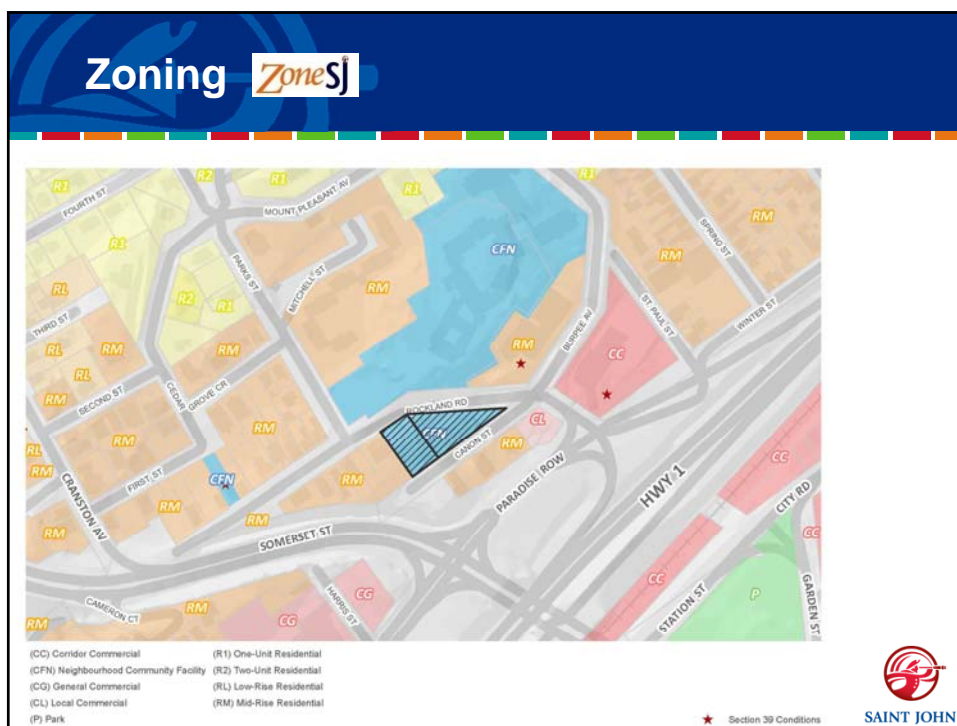 Zoning ZoneSJ
R1
R2
R1
R1
R1
FOURTH ST
MOUNT PLEASANT AV
R1
PARKS ST
CFN
RM
SPRING ST
RM
RL
R2
R1
MITCHELL ST
RM
ST. PAUL ST
THIRD ST
RL
RM
RM
RM
BURPEE AV
CC
WINTER ST
RL
SECOND ST
RM
CEDAR
GROVE CR
ROCKLAND RD
CL
RM
RM
CFN
RM
CANON ST
RL
RM
FIRST ST
CFN
RM
PARADISE ROW
HWY 1
CC
CITY RD
CRANSTON AV
RM
RM
RM
SOMERSET ST
CC
CC
CAMERON CT
RM
HARRIS ST
CG
CG
STATION ST
P
GARDEN ST
RM
(CC) Corridor Commercial (R1) One-Unit Residential
(CFN) Neighbourhood Community Facility (R2) Two-Unit Residential
(CG) General Commercial (RL) Low-Rise Residential
(CL) Local Commercial (RM) Mid-Rise Residential
(P) Park
Section 39 Conditions
SAINT JOHN